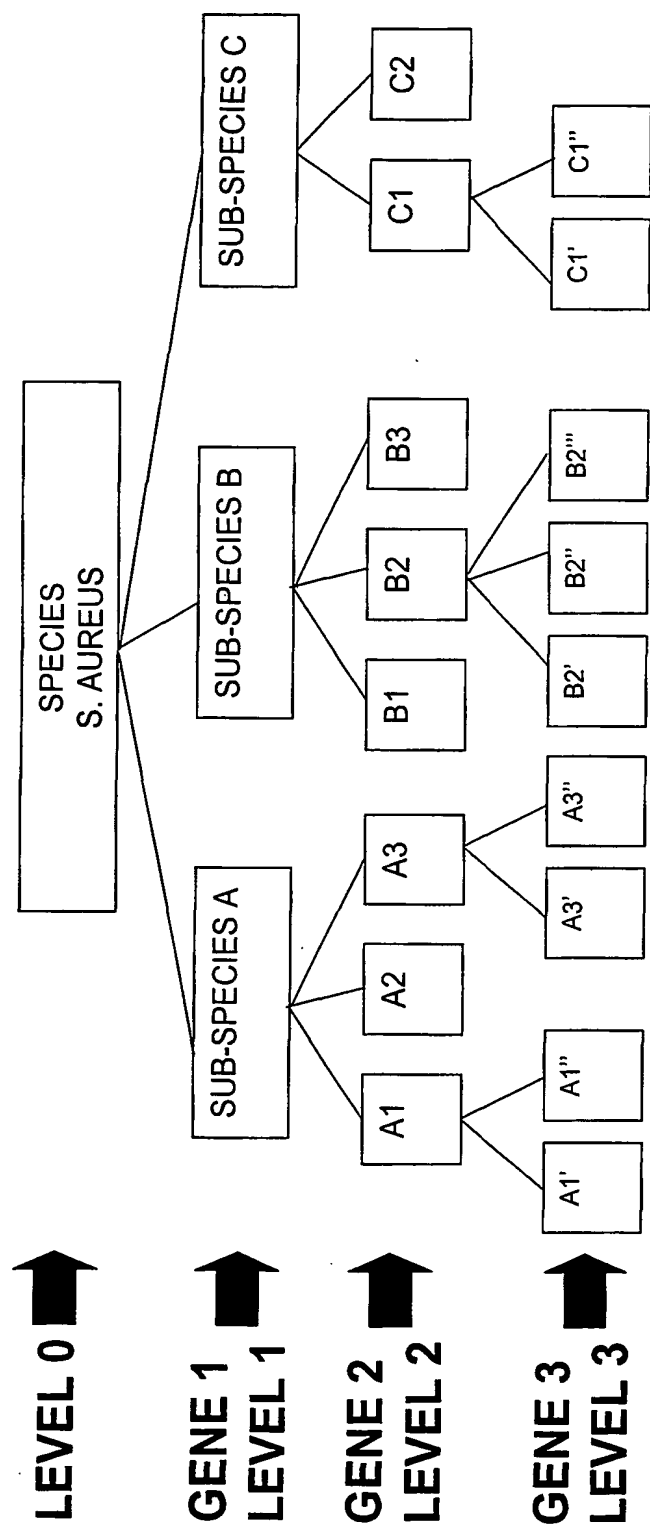 LEVEL 0
SPECIES
S. AUREUS
GENE 1
LEVEL 1
SUB-SPECIES A
SUB-SPECIES B
SUB-SPECIES C
GENE 2
LEVEL 2
A1
A2
A3
B1
B2
B3
C1
C2
GENE 3
LEVEL 3
A1'
A1"
A3'
A3"
B2'
B2"
B2'"
C1'
C1"